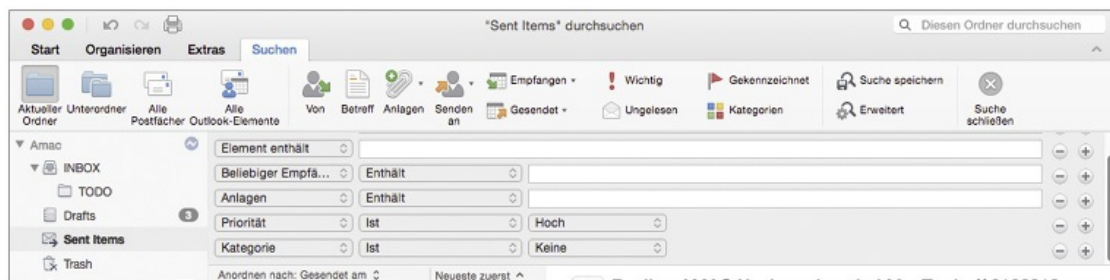 "Sent Items" durchsuchen
Diesen Ordner durchsuchen
Start Organisieren Extras Suchen
Aktueller Ordner
Unterordner
Alle Postfächer
Alle Outlook-Elemente
Von
Betreff
Anlagen
Senden an
Empfangen
Gesendet
Wichtig
Ungelesen
Gekennzeichnet
Kategorien
Suche speichern
Erweitert
Suche schließen
Amac
INBOX
TODO
Drafts 3
Sent Items
Trash
Element enthält
Beliebiger Empfä... Enthält
Anlagen Enthält
Priorität Ist Hoch
Kategorie Ist Keine
Anordnen nach: Gesendet am Neueste zuerst